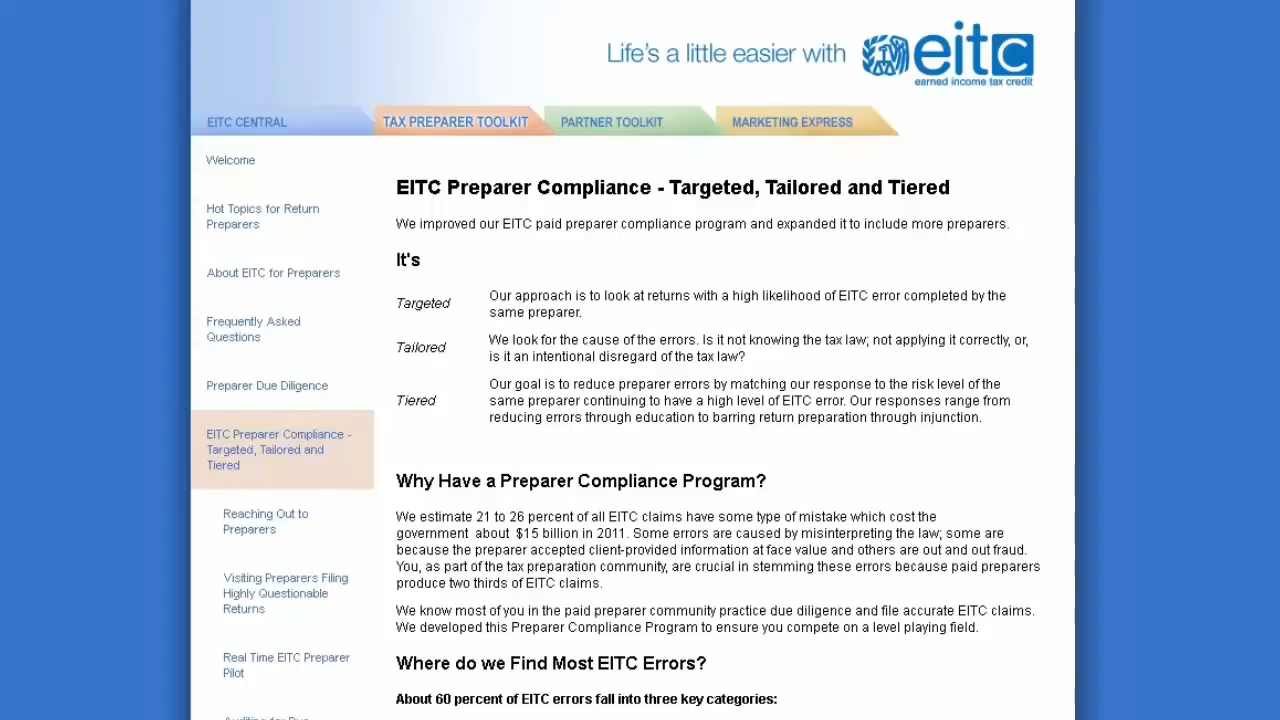 Life's a little easier with
eitc
earned income tax credit
EITC CENTRAL
TAX PREPARER TOOLKIT
PARTNER TOOLKIT
MARKETING EXPRESS
Welcome
Hot Topics for Return
Preparers
About EITC for Preparers
Frequently Asked
Questions
Preparer Due Diligence
EITC Preparer Compliance -
Targeted, Tailored and
Tiered
Reaching Out to
Preparers
Visiting Preparers Filing
Highly Questionable
Returns
Real Time EITC Preparer
Pilot
Auditing for Due
EITC Preparer Compliance - Targeted, Tailored and Tiered
We improved our EITC paid preparer compliance program and expanded it to include more preparers.
It's
Targeted
Our approach is to look at returns with a high likelihood of EITC error completed by the
same preparer.
Tailored
We look for the cause of the errors. Is it not knowing the tax law; not applying it correctly, or,
is it an intentional disregard of the tax law?
Tiered
Our goal is to reduce preparer errors by matching our response to the risk level of the
same preparer continuing to have a high level of EITC error. Our responses range from
reducing errors through education to barring return preparation through injunction.
Why Have a Preparer Compliance Program?
We estimate 21 to 26 percent of all EITC claims have some type of mistake which cost the
government about $15 billion in 2011. Some errors are caused by misinterpreting the law; some are
because the preparer accepted client-provided information at face value and others are out and out fraud.
You, as part of the tax preparation community, are crucial in stemming these errors because paid preparers
produce two thirds of EITC claims.
We know most of you in the paid preparer community practice due diligence and file accurate EITC claims.
We developed this Preparer Compliance Program to ensure you compete on a level playing field.
Where do we Find Most EITC Errors?
About 60 percent of EITC errors fall into three key categories: